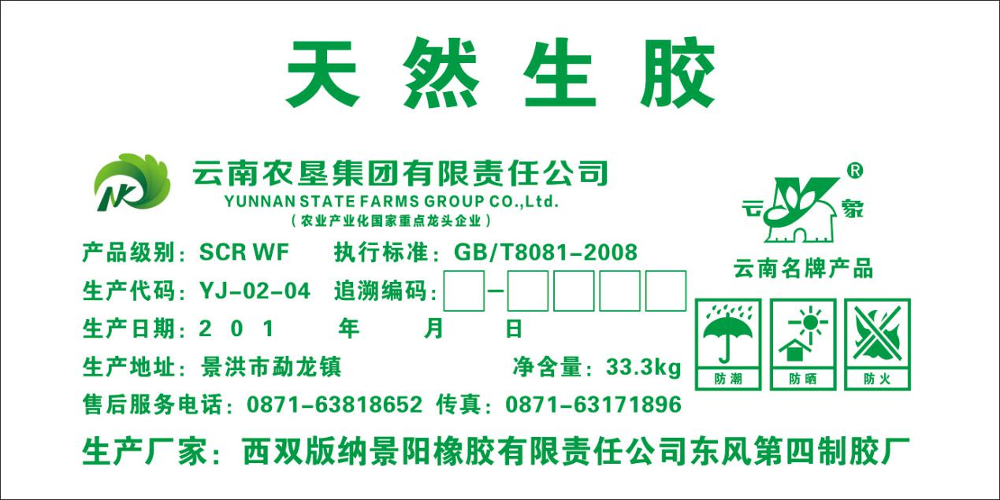 天然生胶
NK
云南农垦集团有限责任公司
YUNNAN STATE FARMS GROUP CO.,Ltd.
（农业产业化国家重点龙头企业）
®
云 象
云南名牌产品
产品级别：SCR WF 执行标准：GB/T8081-2008
生产代码：YJ-02-04 追溯编码：□-□□□□
生产日期：2 0 1 年 月 日
生产地址：景洪市勐龙镇 净含量：33.3kg
防潮 防晒 防火
售后服务电话：0871-63818652 传真：0871-63171896
生产厂家：西双版纳景阳橡胶有限责任公司东风第四制胶厂